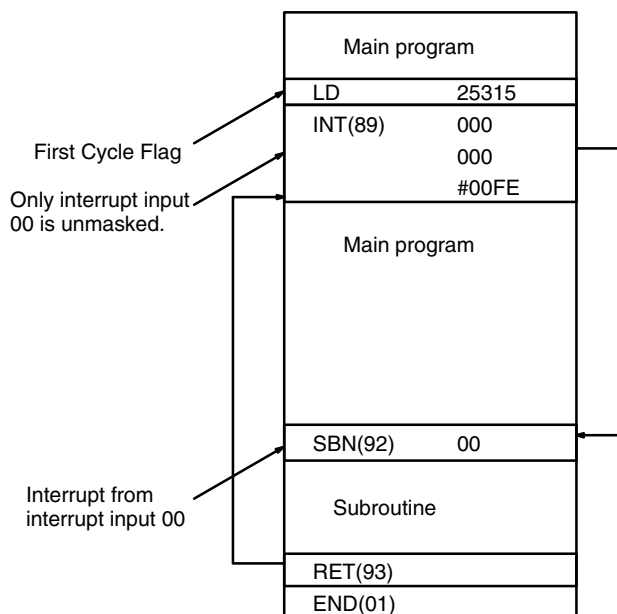 Main program
LD 25315
INT(89) 000
First Cycle Flag
000
Only interrupt input
00 is unmasked.
#00FE
Main program
SBN(92) 00
Interrupt from
interrupt input 00
Subroutine
RET(93)
END(01)